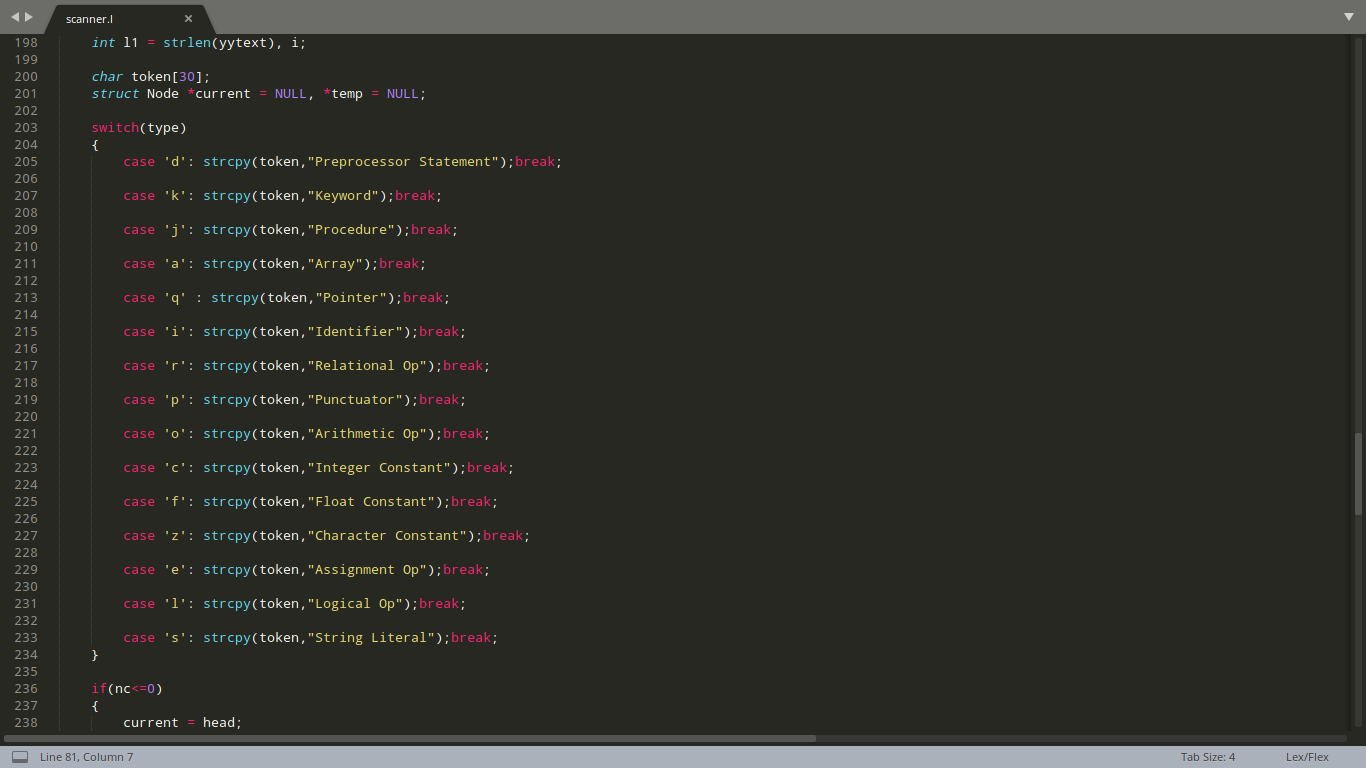 scanner.l
198 int l1 = strlen(yytext), i;
199
200 char token[30];
201 struct Node *current = NULL, *temp = NULL;
202
203 switch(type)
204 {
205 case 'd': strcpy(token,"Preprocessor Statement");break;
206
207 case 'k': strcpy(token,"Keyword");break;
208
209 case 'j': strcpy(token,"Procedure");break;
210
211 case 'a': strcpy(token,"Array");break;
212
213 case 'q' : strcpy(token,"Pointer");break;
214
215 case 'i': strcpy(token,"Identifier");break;
216
217 case 'r': strcpy(token,"Relational Op");break;
218
219 case 'p': strcpy(token,"Punctuator");break;
220
221 case 'o': strcpy(token,"Arithmetic Op");break;
222
223 case 'c': strcpy(token,"Integer Constant");break;
224
225 case 'f': strcpy(token,"Float Constant");break;
226
227 case 'z': strcpy(token,"Character Constant");break;
228
229 case 'e': strcpy(token,"Assignment Op");break;
230
231 case 'l': strcpy(token,"Logical Op");break;
232
233 case 's': strcpy(token,"String Literal");break;
234 }
235
236 if(nc<=0)
237 {
238 current = head;
Line 81, Column 7 Tab Size: 4 Lex/Flex